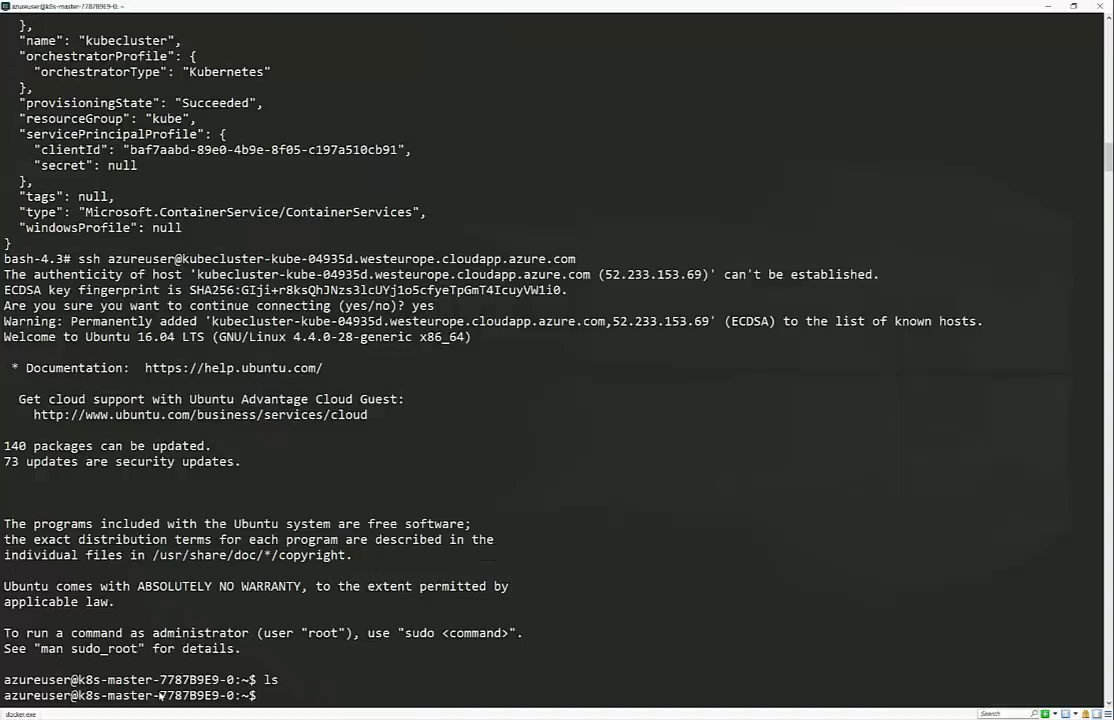 azureuser@k8s-master-7787B9E9-0: ~
},
"name": "kubecluster",
"orchestratorProfile": {
"orchestratorType": "Kubernetes"
},
"provisioningState": "Succeeded",
"resourceGroup": "kube",
"servicePrincipalProfile": {
"clientId": "baf7aabd-89e0-4b9e-8f05-c197a510cb91",
"secret": null
},
"tags": null,
"type": "Microsoft.ContainerService/ContainerServices",
"windowsProfile": null
}
bash-4.3# ssh azureuser@kubecluster-kube-04935d.westeurope.cloudapp.azure.com
The authenticity of host 'kubecluster-kube-04935d.westeurope.cloudapp.azure.com (52.233.153.69)' can't be established.
ECDSA key fingerprint is SHA256:GIji+r8ksQhJNzs3lcUYj1o5cfyeTpGmT4IcuyVW1i0.
Are you sure you want to continue connecting (yes/no)? yes
Warning: Permanently added 'kubecluster-kube-04935d.westeurope.cloudapp.azure.com,52.233.153.69' (ECDSA) to the list of known hosts.
Welcome to Ubuntu 16.04 LTS (GNU/Linux 4.4.0-28-generic x86_64)
* Documentation:  https://help.ubuntu.com/
Get cloud support with Ubuntu Advantage Cloud Guest:
http://www.ubuntu.com/business/services/cloud
140 packages can be updated.
73 updates are security updates.
The programs included with the Ubuntu system are free software;
the exact distribution terms for each program are described in the
individual files in /usr/share/doc/*/copyright.
Ubuntu comes with ABSOLUTELY NO WARRANTY, to the extent permitted by
applicable law.
To run a command as administrator (user "root"), use "sudo <command>".
See "man sudo_root" for details.
azureuser@k8s-master-7787B9E9-0:~$ ls
azureuser@k8s-master-7787B9E9-0:~$
docker.exe
Search